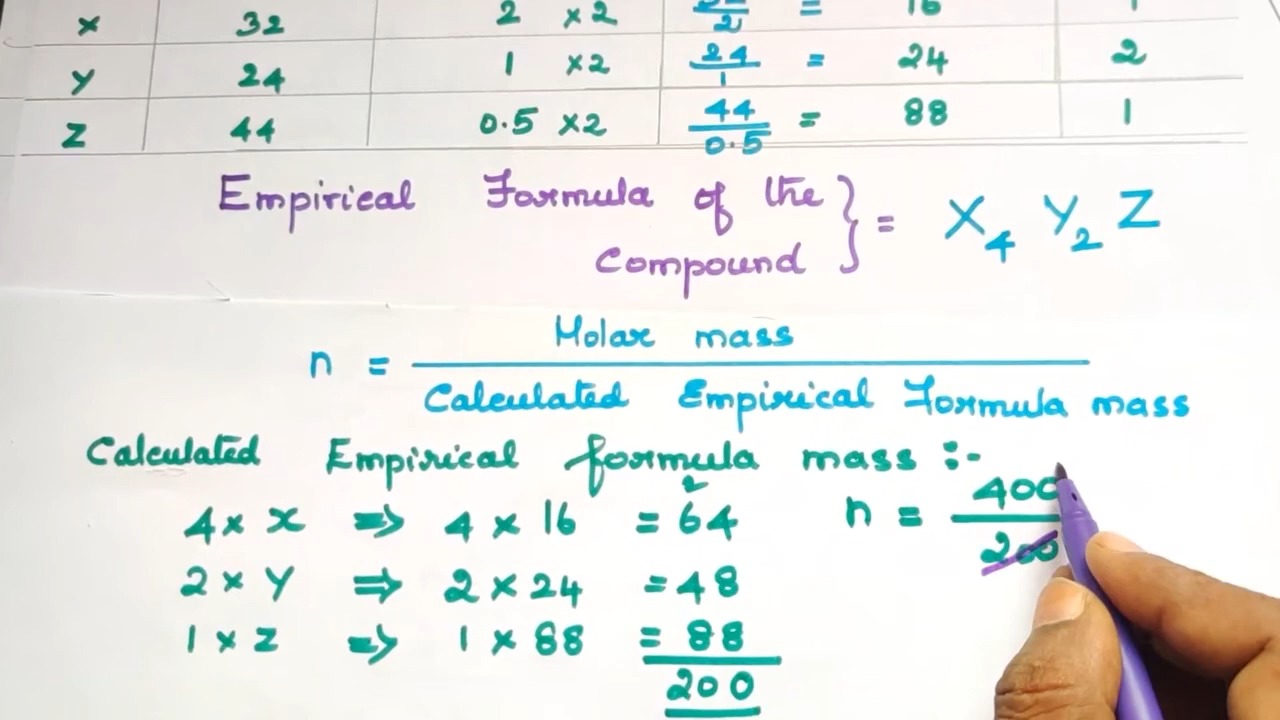 x 32 2 ×2 = 16
Y 24 1 ×2 24/1 = 24 2
Z 44 0.5 ×2 44/0.5 = 88 1
Empirical Formula of the Compound } = X₄ Y₂ Z
n = Molar mass / Calculated Empirical Formula mass
Calculated Empirical formula mass :-
4 × x ⇒ 4 × 16 = 64
2 × Y ⇒ 2 × 24 = 48
1 × Z ⇒ 1 × 88 = 88
200
n = 400 / 200
2